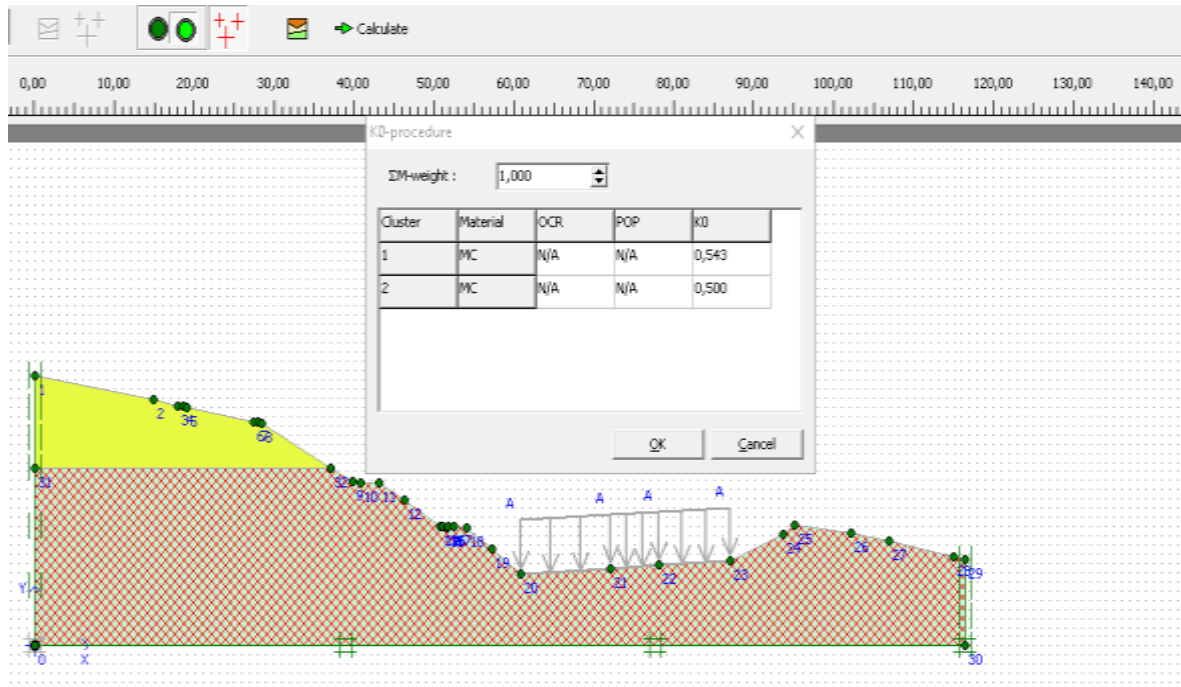 Calculate
0,00 10,00 20,00 30,00 40,00 50,00 60,00 70,00 80,00 90,00 100,00 110,00 120,00 130,00 140,00
K0-procedure
ΣM-weight : 1,000
Cluster Material OCR POP K0
1 MC N/A N/A 0,543
2 MC N/A N/A 0,500
OK Cancel
1
2
31 32
9 10 11
A A A A
12
18
19
20 21 22 23
24 25 26 27
29
Y
0 X 30